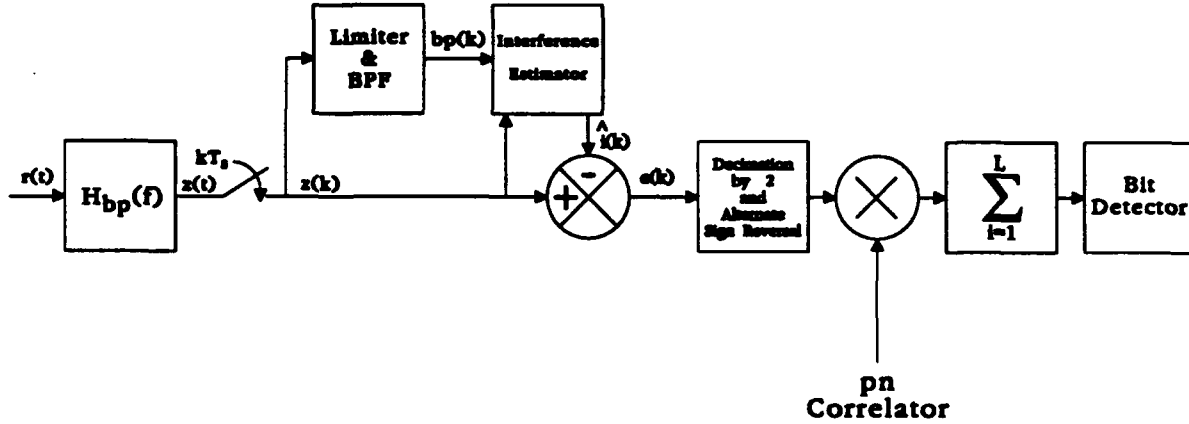 Limiter
&
BPF
bp(k)
Interference
Estimator
^
i(k)
r(t)
H_bp(f)
z(t)
kT_s
z(k)
+
-
e(k)
Decimation
by 2
and
Alternate
Sign Reversal
L
∑
i=1
Bit
Detector
pn
Correlator